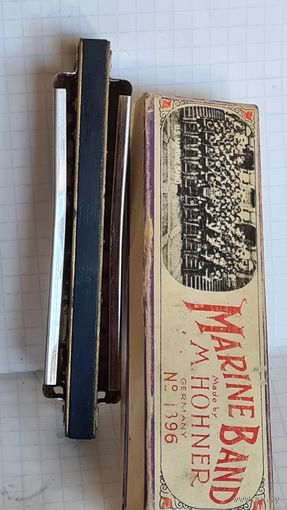 MARINE BAND
Made by
M. HOHNER
GERMANY
No 1896